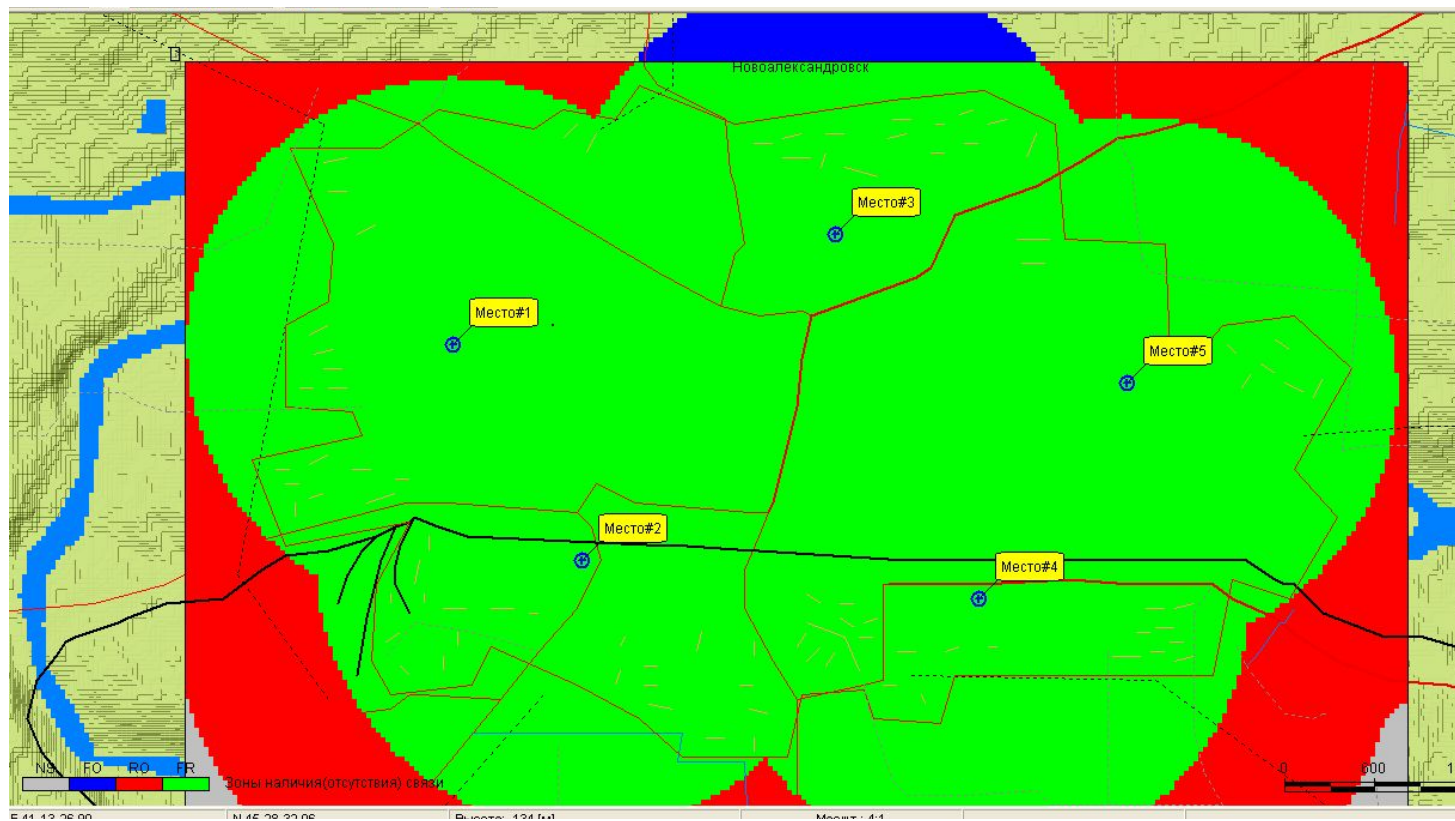 Новоалександровск
Место#3
Место#1
Место#5
Место#2
Место#4
NS FO RO FR
Зоны наличия(отсутствия) связи
0 600